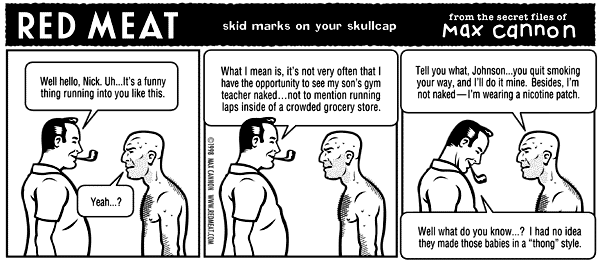 RED MEAT
skid marks on your skullcap
from the secret files of
Max cannon
Well hello, Nick. Uh...It's a funny
thing running into you like this.
Yeah...?
What I mean is, it's not very often that I
have the opportunity to see my son's gym
teacher naked...not to mention running
laps inside of a crowded grocery store.
©1998 MAX CANNON WWW.REDMEAT.COM
Tell you what, Johnson...you quit smoking
your way, and I'll do it mine. Besides, I'm
not naked—I'm wearing a nicotine patch.
Well what do you know...? I had no idea
they made those babies in a "thong" style.